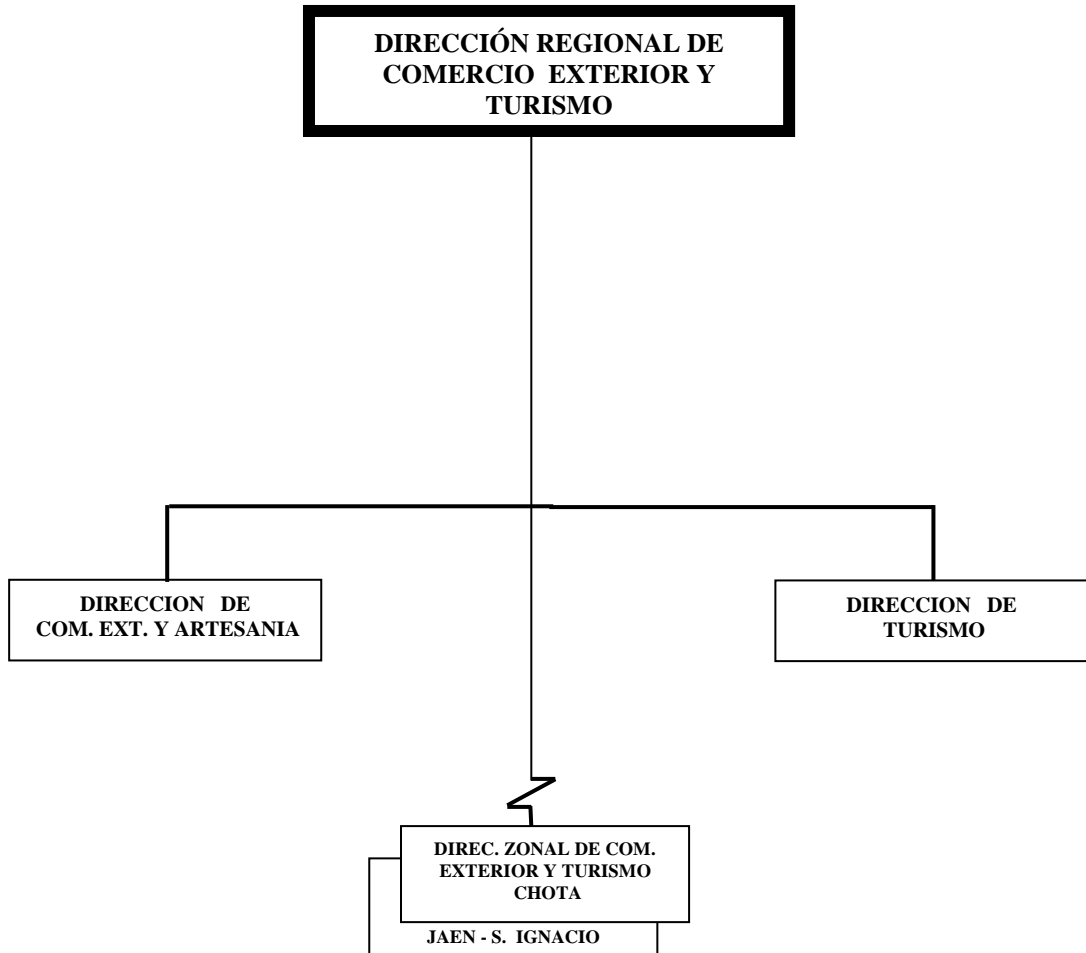 DIRECCIÓN REGIONAL DE
COMERCIO EXTERIOR Y
TURISMO
DIRECCION DE
COM. EXT. Y ARTESANIA
DIRECCION DE
TURISMO
DIREC. ZONAL DE COM.
EXTERIOR Y TURISMO
CHOTA
JAEN - S. IGNACIO